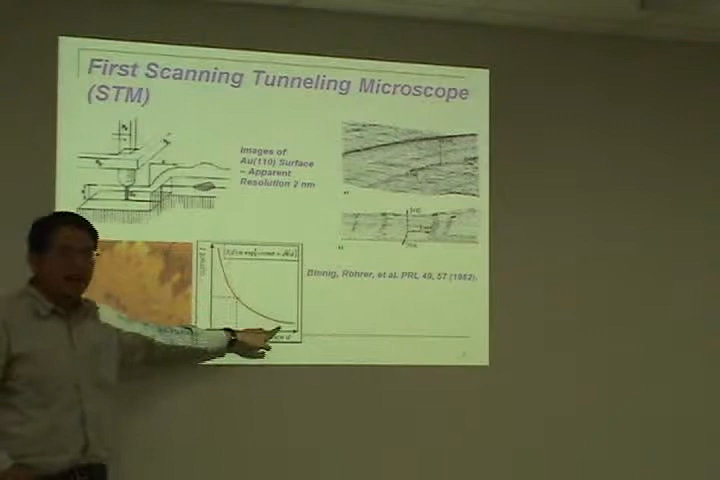 First Scanning Tunneling Microscope
(STM)
Images of
Au(110) Surface
– Apparent
Resolution 2 nm
Binnig, Rohrer, et al. PRL 49, 57 (1982).